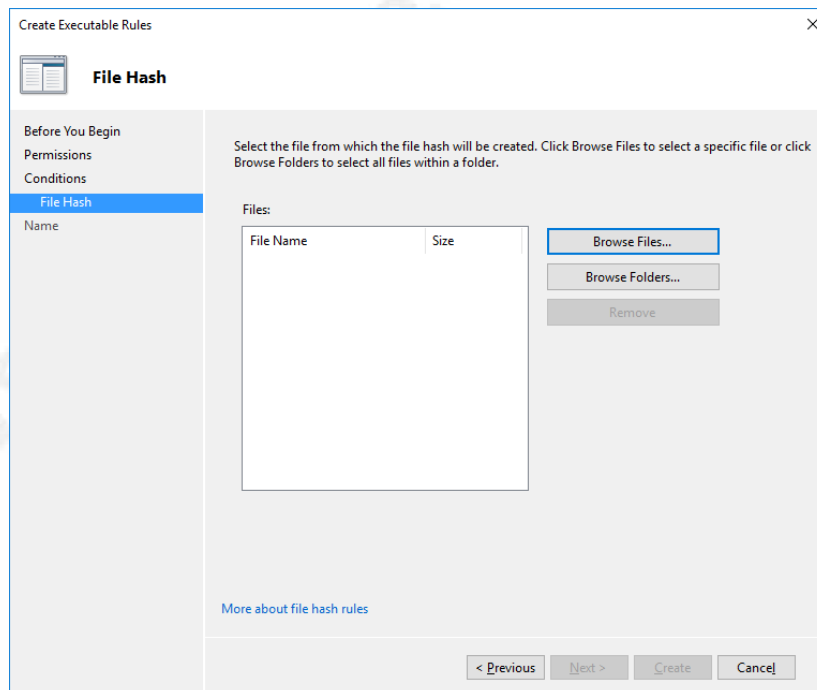 Create Executable Rules
File Hash
Before You Begin
Permissions
Conditions
File Hash
Name
Select the file from which the file hash will be created. Click Browse Files to select a specific file or click
Browse Folders to select all files within a folder.
Files:
File Name Size
Browse Files...
Browse Folders...
Remove
More about file hash rules
< Previous Next > Create Cancel